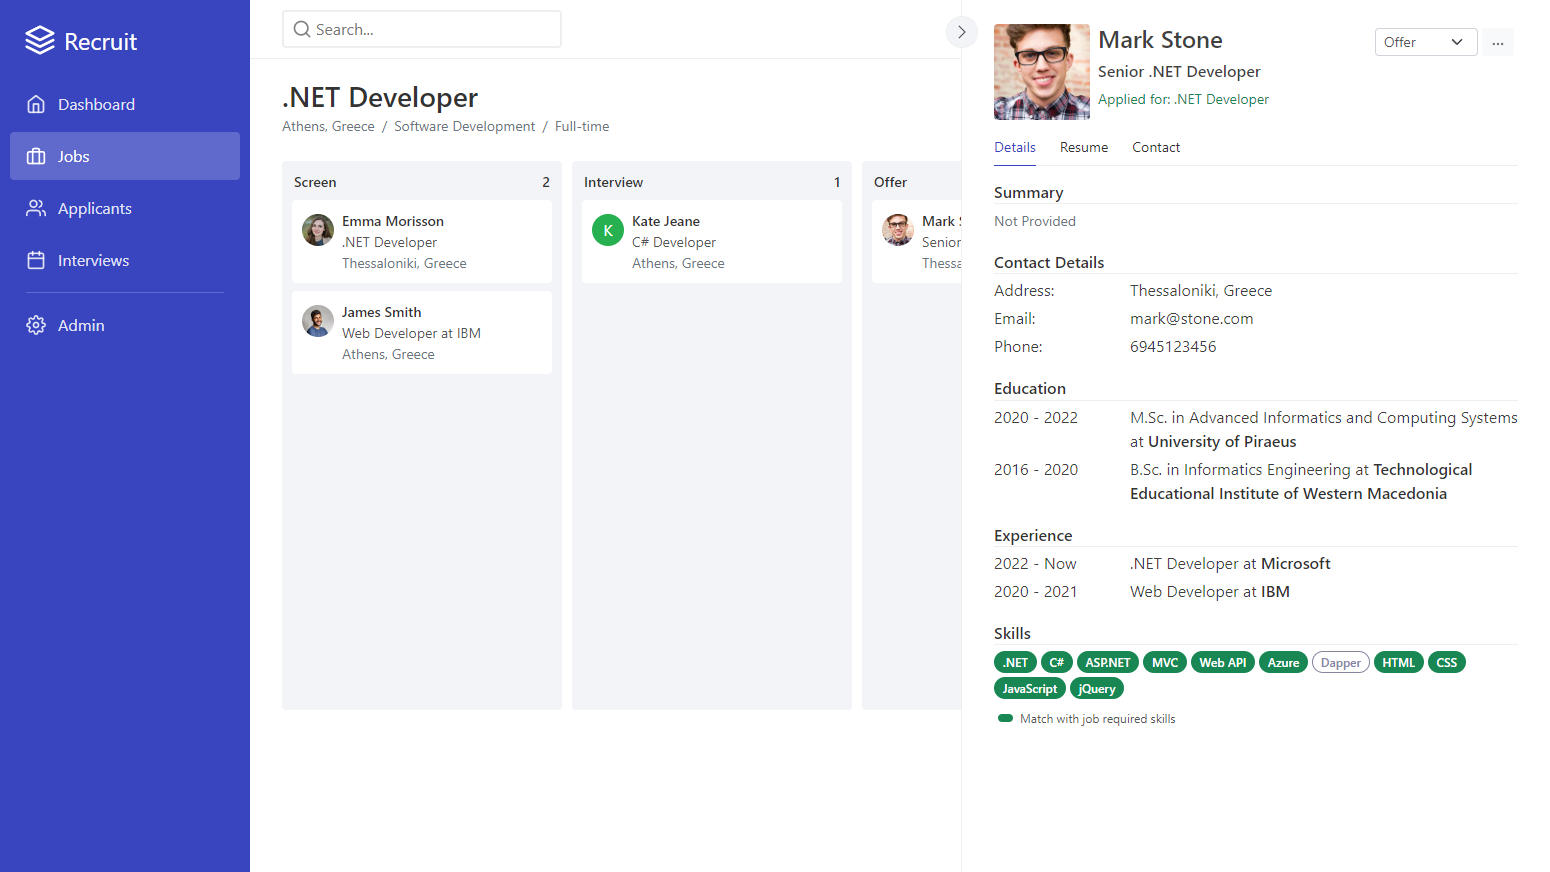 Recruit
Dashboard
Jobs
Applicants
Interviews
Admin
Search...
.NET Developer
Athens, Greece / Software Development / Full-time
Screen 2
Emma Morisson
.NET Developer
Thessaloniki, Greece
James Smith
Web Developer at IBM
Athens, Greece
Interview 1
K
Kate Jeane
C# Developer
Athens, Greece
Offer
Mark
Senior
Thessa
Mark Stone
Senior .NET Developer
Applied for: .NET Developer
Offer
...
Details Resume Contact
Summary
Not Provided
Contact Details
Address: Thessaloniki, Greece
Email: mark@stone.com
Phone: 6945123456
Education
2020 - 2022 M.Sc. in Advanced Informatics and Computing Systems
at University of Piraeus
2016 - 2020 B.Sc. in Informatics Engineering at Technological
Educational Institute of Western Macedonia
Experience
2022 - Now .NET Developer at Microsoft
2020 - 2021 Web Developer at IBM
Skills
.NET C# ASP.NET MVC Web API Azure Dapper HTML CSS
JavaScript jQuery
Match with job required skills